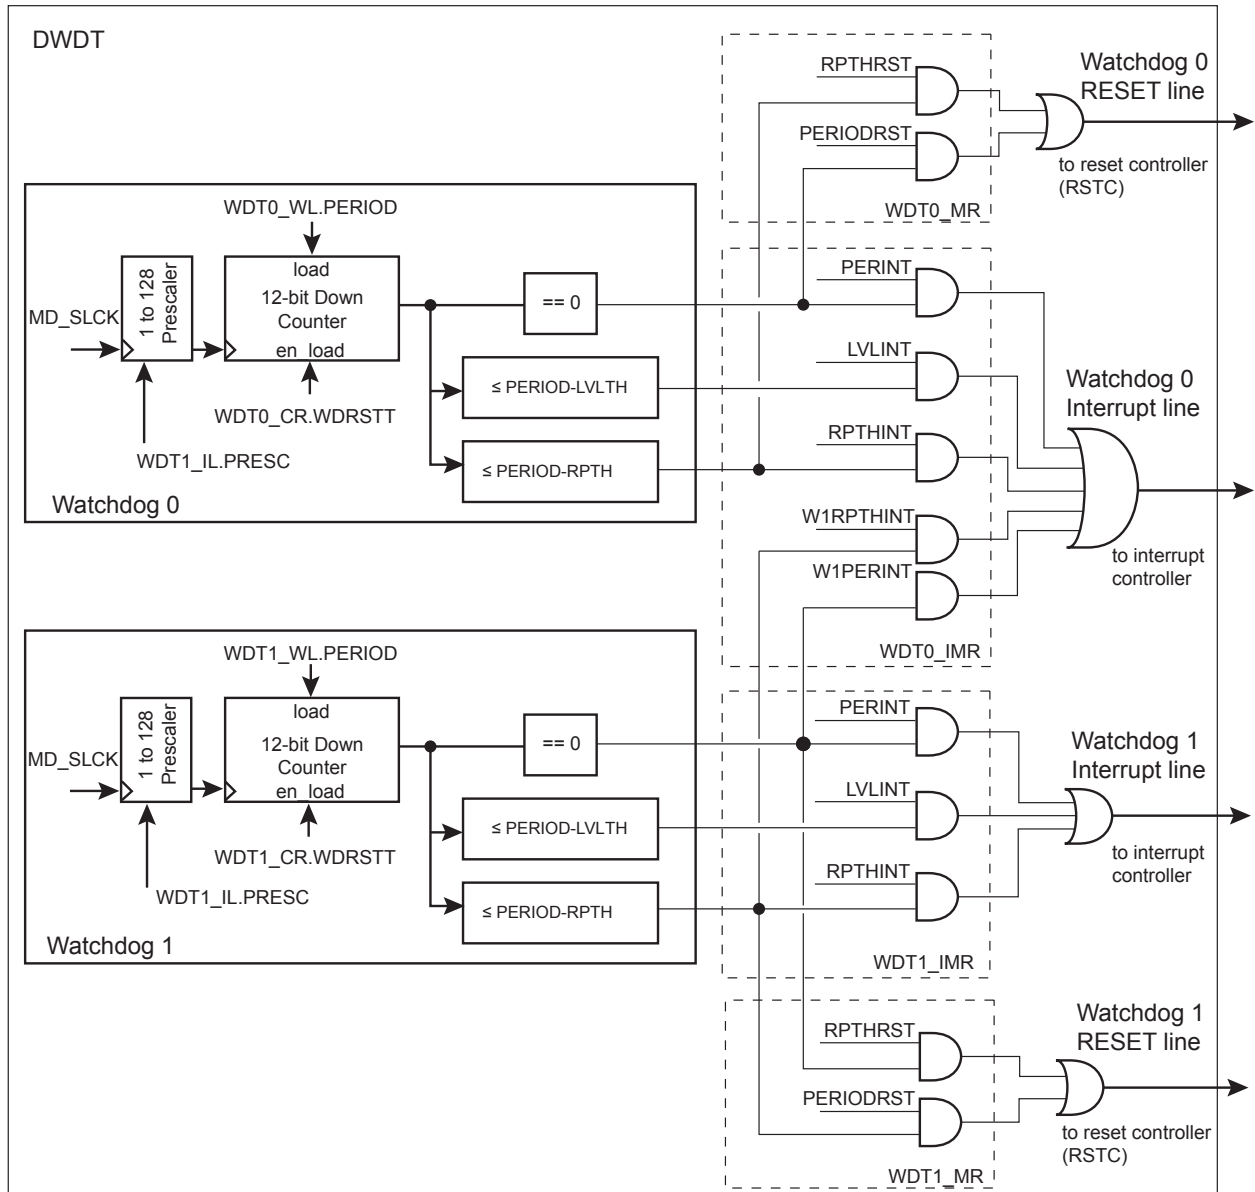 DWDT
RPTHRST
PERIODRST
WDT0_MR
Watchdog 0
RESET line
to reset controller
(RSTC)
WDT0_WL.PERIOD
MD_SLCK
1 to 128
Prescaler
load
12-bit Down
Counter
en_load
== 0
≤ PERIOD-LVLTH
≤ PERIOD-RPTH
WDT0_CR.WDRSTT
WDT1_IL.PRESC
Watchdog 0
PERINT
LVLINT
RPTHINT
W1RPTHINT
W1PERINT
WDT0_IMR
Watchdog 0
Interrupt line
to interrupt
controller
WDT1_WL.PERIOD
MD_SLCK
1 to 128
Prescaler
load
12-bit Down
Counter
en_load
== 0
≤ PERIOD-LVLTH
≤ PERIOD-RPTH
WDT1_CR.WDRSTT
WDT1_IL.PRESC
Watchdog 1
PERINT
LVLINT
RPTHINT
WDT1_IMR
Watchdog 1
Interrupt line
to interrupt
controller
RPTHRST
PERIODRST
WDT1_MR
Watchdog 1
RESET line
to reset controller
(RSTC)